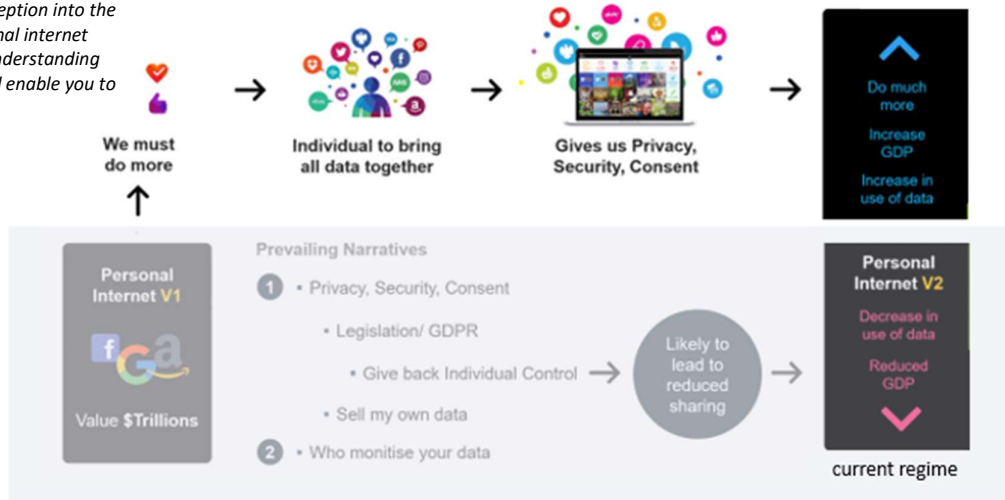 eption into the
nal internet
nderstanding
l enable you to
We must
do more
Individual to bring
all data together
Gives us Privacy,
Security, Consent
Do much
more
Increase
GDP
Increase in
use of data
Personal
Internet V1
Value $Trillions
Prevailing Narratives
1 • Privacy, Security, Consent
• Legislation/ GDPR
• Give back Individual Control
• Sell my own data
2 • Who monitise your data
Likely to
lead to
reduced
sharing
Personal
Internet V2
Decrease in
use of data
Reduced
GDP
current regime